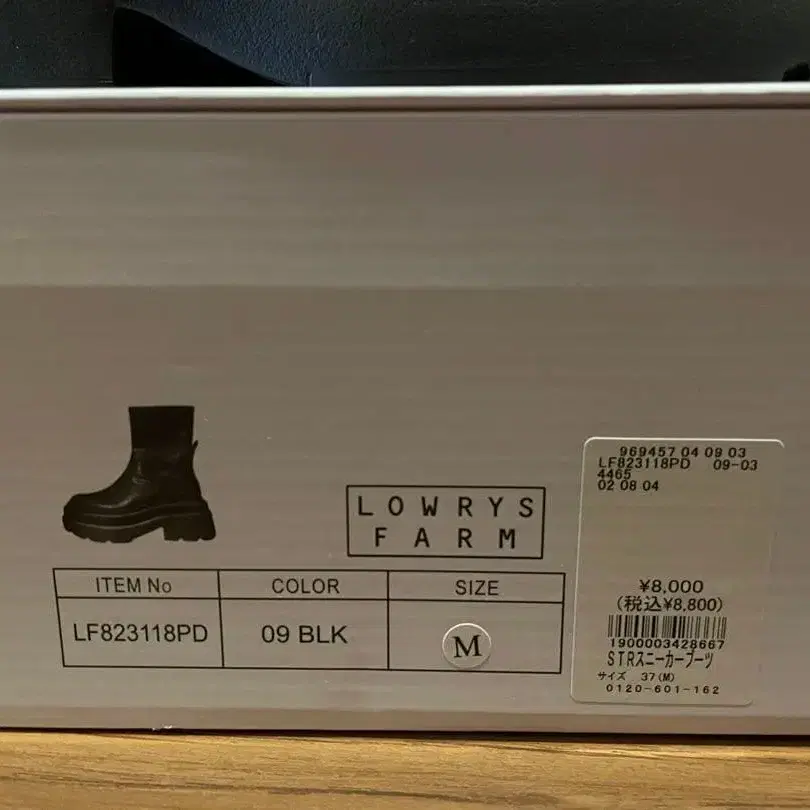 LOWRYS
FARM
ITEM No COLOR SIZE
LF823118PD 09 BLK M
969457 04 09 03
LF823118PD 09-03
4465
02 08 04
¥8,000
(税込¥8,800)
1900003428667
STRスニーカーブーツ
サイズ 37(M)
0120-601-162